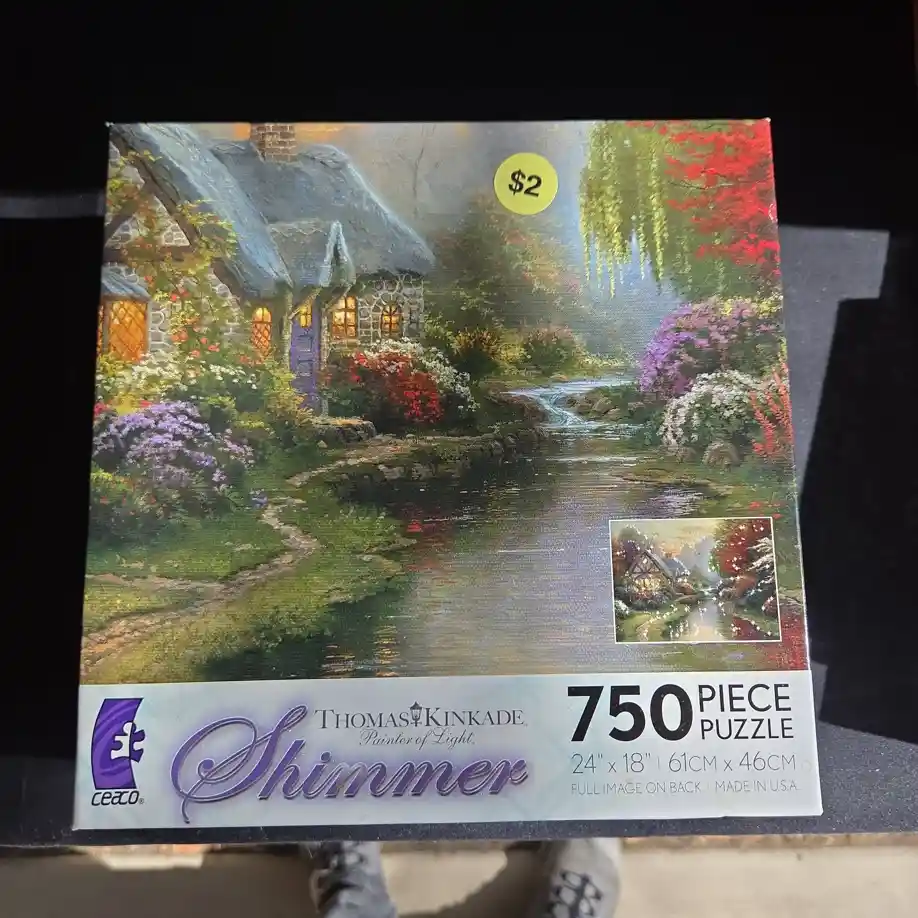 $2
THOMAS KINKADE
Painter of Light
Shimmer
ceaco®
750 PIECE
PUZZLE
24" x 18" | 61CM x 46CM
FULL IMAGE ON BACK MADE IN U.S.A.